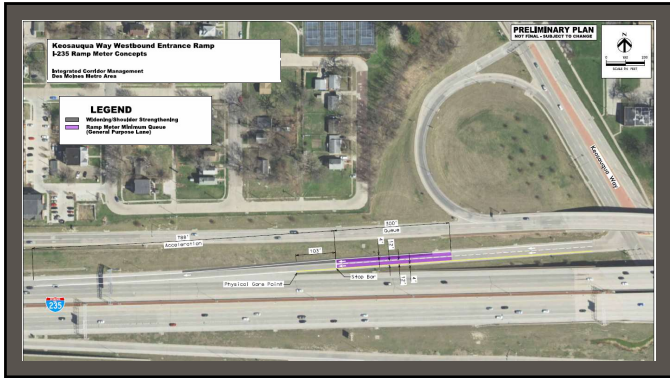 Keosauqua Way Westbound Entrance Ramp
I-235 Ramp Meter Concepts
Integrated Corridor Management
Des Moines Metro Area
PRELIMINARY PLAN
NOT FINAL - SUBJECT TO CHANGE
N
LEGEND
Widening/Shoulder Strengthening
Ramp Meter Minimum Queue
(General Purpose Lane)
Keosauqua Way
400'
Queue
Acceleration
103'
Physical Gore Point
Stop Bar
235